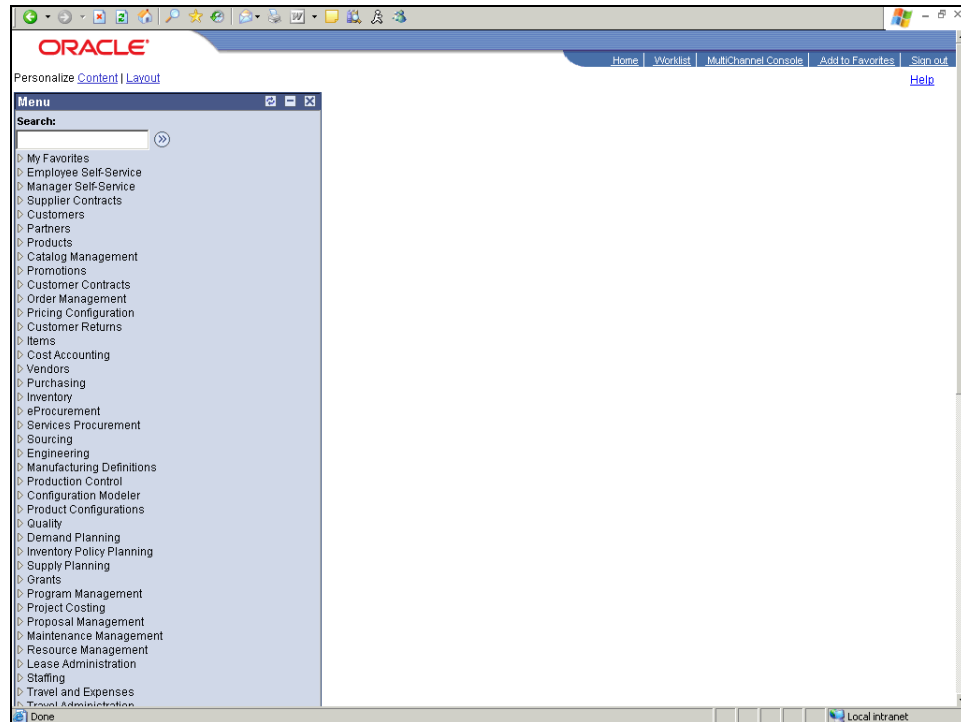 ORACLE
Home | Worklist | MultiChannel Console | Add to Favorites | Sign out
Personalize Content | Layout
Help
Menu
Search:
My Favorites
Employee Self-Service
Manager Self-Service
Supplier Contracts
Customers
Partners
Products
Catalog Management
Promotions
Customer Contracts
Order Management
Pricing Configuration
Customer Returns
Items
Cost Accounting
Vendors
Purchasing
Inventory
eProcurement
Services Procurement
Sourcing
Engineering
Manufacturing Definitions
Production Control
Configuration Modeler
Product Configurations
Quality
Demand Planning
Inventory Policy Planning
Supply Planning
Grants
Program Management
Project Costing
Proposal Management
Maintenance Management
Resource Management
Lease Administration
Staffing
Travel and Expenses
Travel Administration
Done
Local intranet